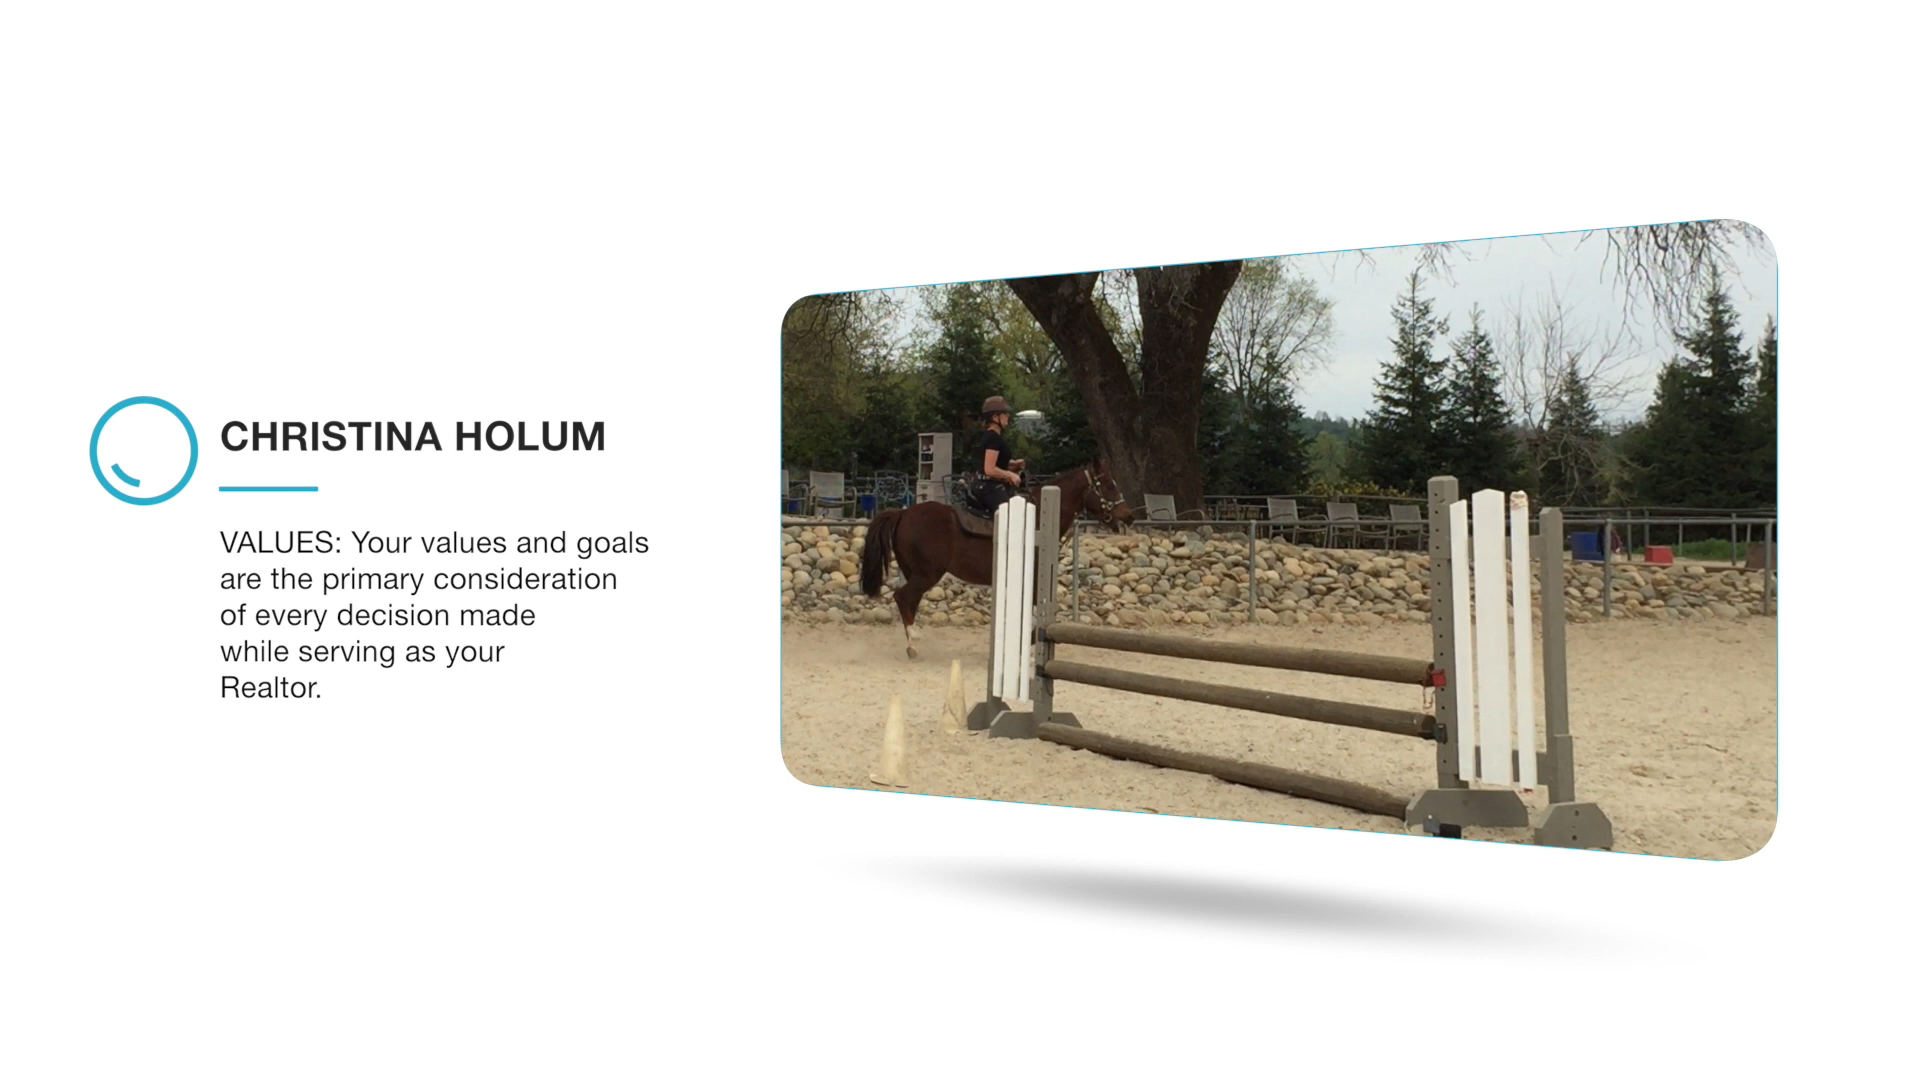 CHRISTINA HOLUM
VALUES: Your values and goals
are the primary consideration
of every decision made
while serving as your
Realtor.